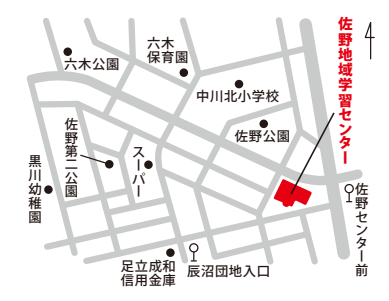 六木
保育園
六木公園
佐野地域学習センター
中川北小学校
佐野公園
佐野第二公園
スーパー
黒川幼稚園
佐野センター前
辰沼団地入口
足立成和
信用金庫